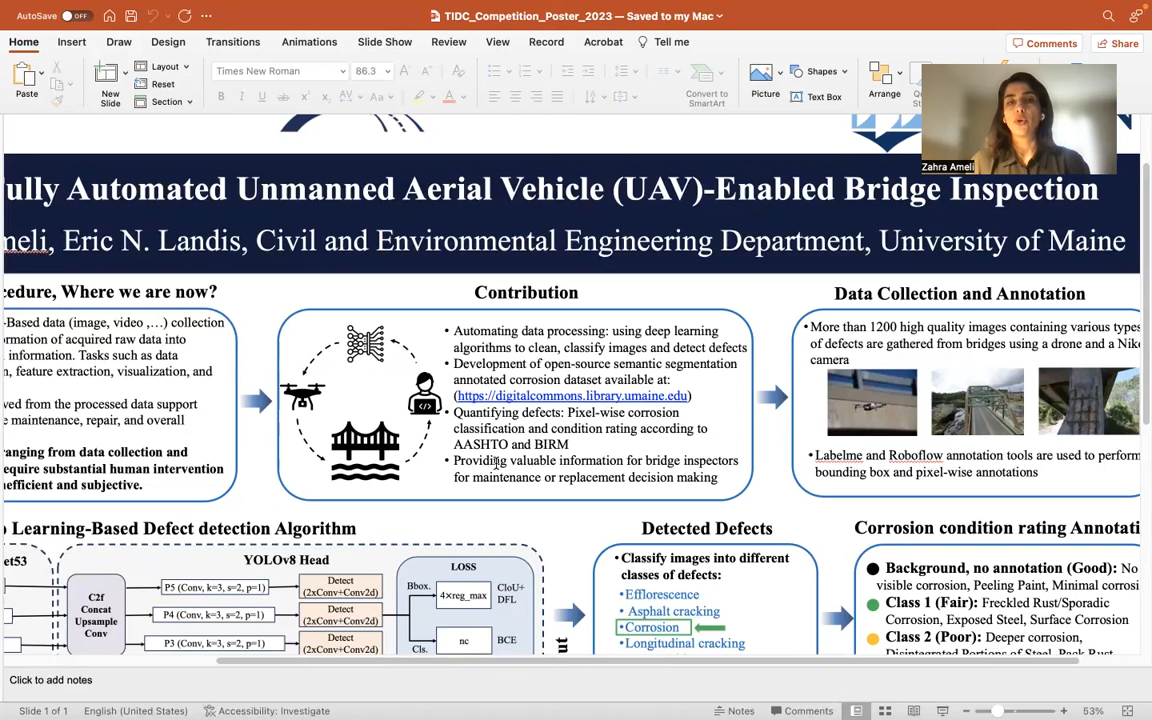 AutoSave OFF
TIDC_Competition_Poster_2023 — Saved to my Mac
Home Insert Draw Design Transitions Animations Slide Show Review View Record Acrobat Tell me
Comments Share
Paste
New
Slide
Layout
Reset
Section
Times New Roman 86.3
Convert to
SmartArt
Picture
Shapes
Text Box
Arrange
Zahra Ameli
ully Automated Unmanned Aerial Vehicle (UAV)-Enabled Bridge Inspection
meli, Eric N. Landis, Civil and Environmental Engineering Department, University of Maine
cedure, Where we are now?
-Based data (image, video ,…) collection
ormation of acquired raw data into
information. Tasks such as data
n, feature extraction, visualization, and
ved from the processed data support
e maintenance, repair, and overall
ranging from data collection and
equire substantial human intervention
nefficient and subjective.
Contribution
• Automating data processing: using deep learning
algorithms to clean, classify images and detect defects
• Development of open-source semantic segmentation
annotated corrosion dataset available at:
(https://digitalcommons.library.umaine.edu)
• Quantifying defects: Pixel-wise corrosion
classification and condition rating according to
AASHTO and BIRM
• Providing valuable information for bridge inspectors
for maintenance or replacement decision making
Data Collection and Annotation
• More than 1200 high quality images containing various types
of defects are gathered from bridges using a drone and a Nik
camera
• Labelme and Roboflow annotation tools are used to perform
bounding box and pixel-wise annotations
p Learning-Based Defect detection Algorithm
et53
YOLOv8 Head
C2f
Concat
Upsample
Conv
P5 (Conv, k=3, s=2, p=1)
P4 (Conv, k=3, s=2, p=1)
P3 (Conv, k=3, s=2, p=1)
Detect
(2xConv+Conv2d)
Detect
(2xConv+Conv2d)
Detect
(2xConv+Conv2d)
LOSS
Bbox.
4×reg_max
CIoU+
DFL
nc
BCE
Cls.
ut
Detected Defects
• Classify images into different
classes of defects:
• Efflorescence
• Asphalt cracking
• Corrosion
• Longitudinal cracking
Corrosion condition rating Annotati
Background, no annotation (Good): No
visible corrosion, Peeling Paint, Minimal corrosi
Class 1 (Fair): Freckled Rust/Sporadic
Corrosion, Exposed Steel, Surface Corrosion
Class 2 (Poor): Deeper corrosion,
Disintegrated Portions of Steel, Pack Rust
Click to add notes
Slide 1 of 1 English (United States) Accessibility: Investigate Notes Comments 53%